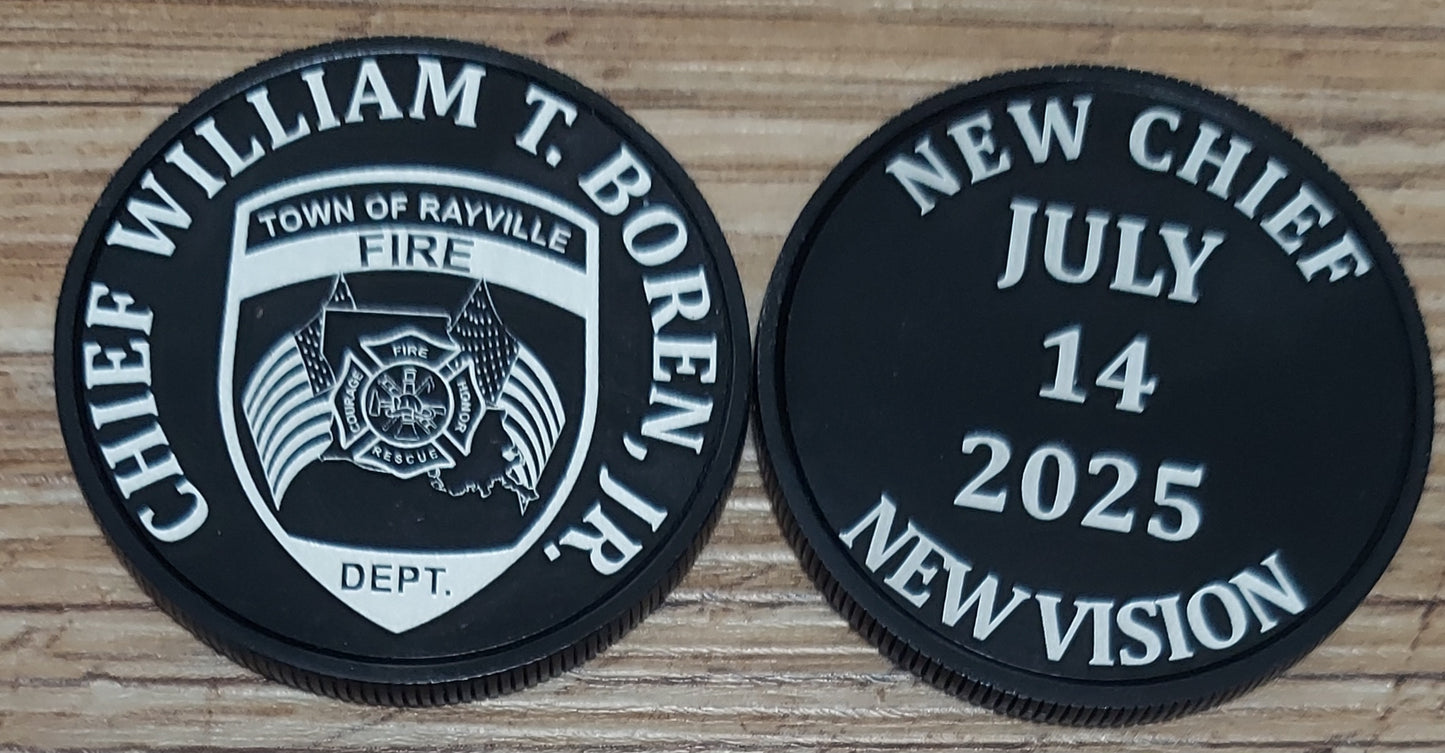 CHIEF WILLIAM T. BOREN, JR.
TOWN OF RAYVILLE
FIRE
FIRE
COURAGE
HONOR
RESCUE
DEPT.
NEW CHIEF
JULY
14
2025
NEW VISION